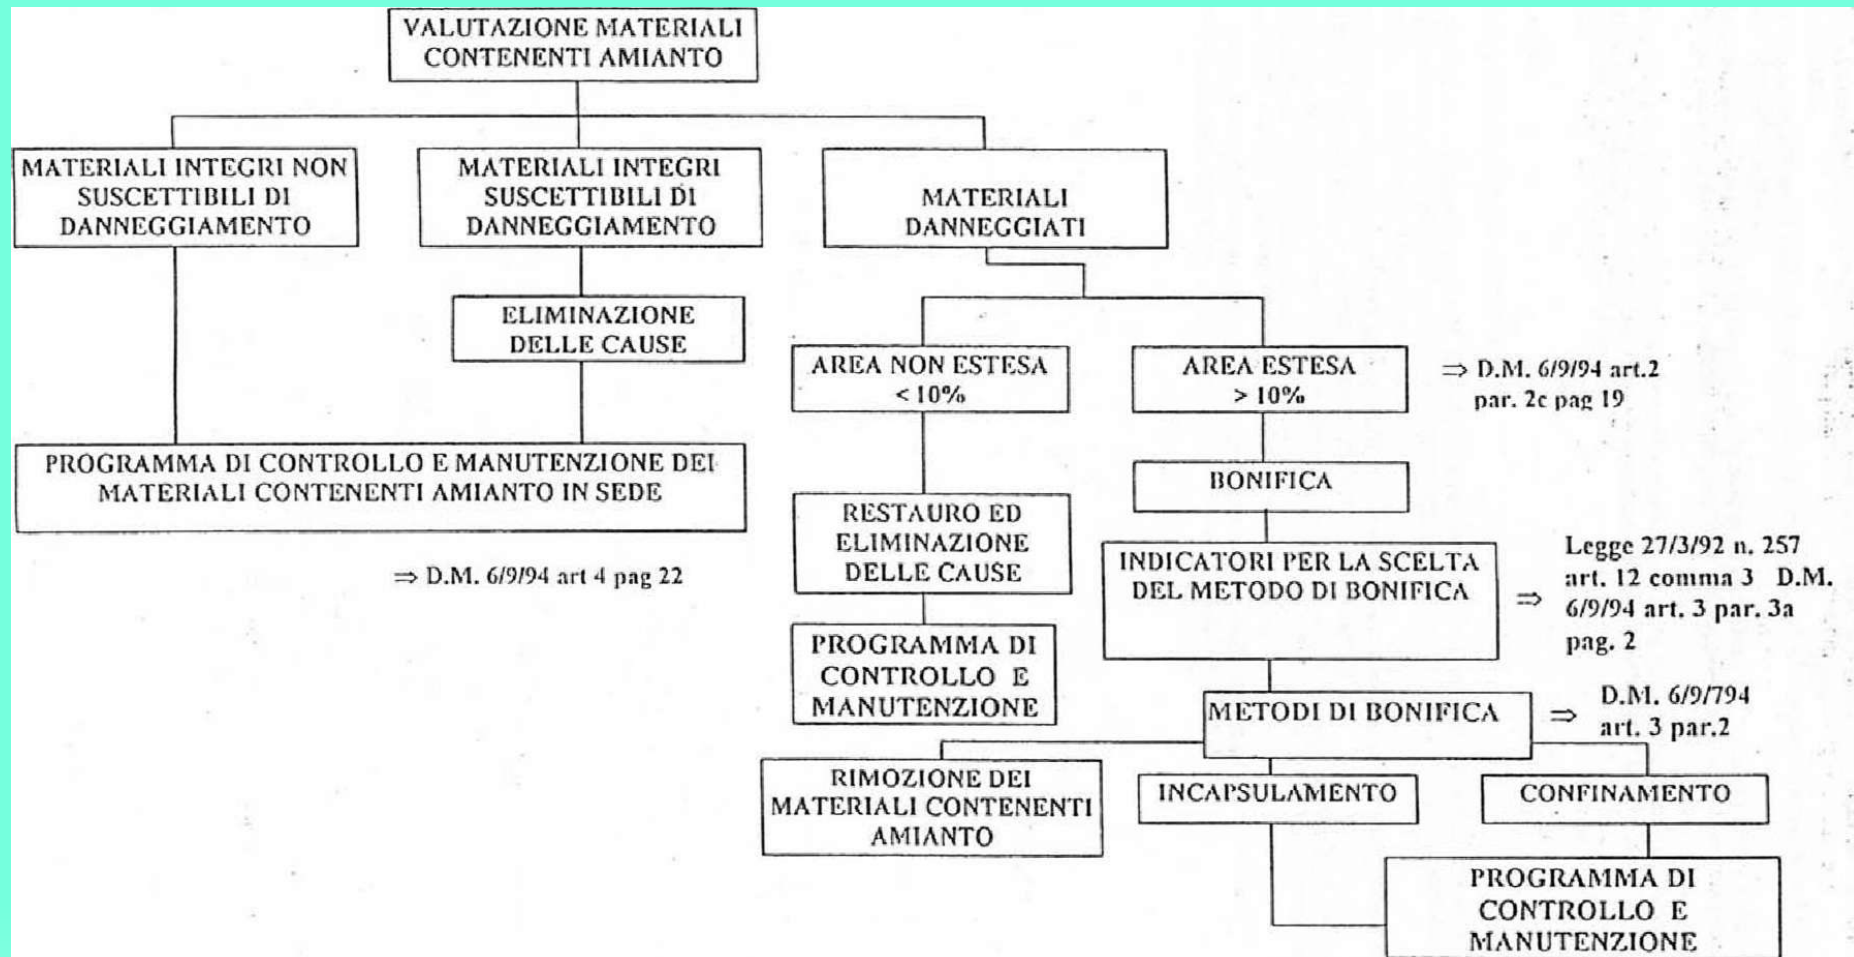 VALUTAZIONE MATERIALI
CONTENENTI AMIANTO
MATERIALI INTEGRI NON
SUSCETTIBILI DI
DANNEGGIAMENTO
MATERIALI INTEGRI
SUSCETTIBILI DI
DANNEGGIAMENTO
MATERIALI
DANNEGGIATI
ELIMINAZIONE
DELLE CAUSE
AREA NON ESTESA
< 10%
AREA ESTESA
> 10%
⇒ D.M. 6/9/94 art.2
par. 2c pag 19
PROGRAMMA DI CONTROLLO E MANUTENZIONE DEI
MATERIALI CONTENENTI AMIANTO IN SEDE
⇒ D.M. 6/9/94 art 4 pag 22
BONIFICA
RESTAURO ED
ELIMINAZIONE
DELLE CAUSE
INDICATORI PER LA SCELTA
DEL METODO DI BONIFICA
⇒
Legge 27/3/92 n. 257
art. 12 comma 3 D.M.
6/9/94 art. 3 par. 3a
pag. 2
PROGRAMMA DI
CONTROLLO E
MANUTENZIONE
METODI DI BONIFICA
⇒
D.M. 6/9/794
art. 3 par.2
RIMOZIONE DEI
MATERIALI CONTENENTI
AMIANTO
INCAPSULAMENTO
CONFINAMENTO
PROGRAMMA DI
CONTROLLO E
MANUTENZIONE